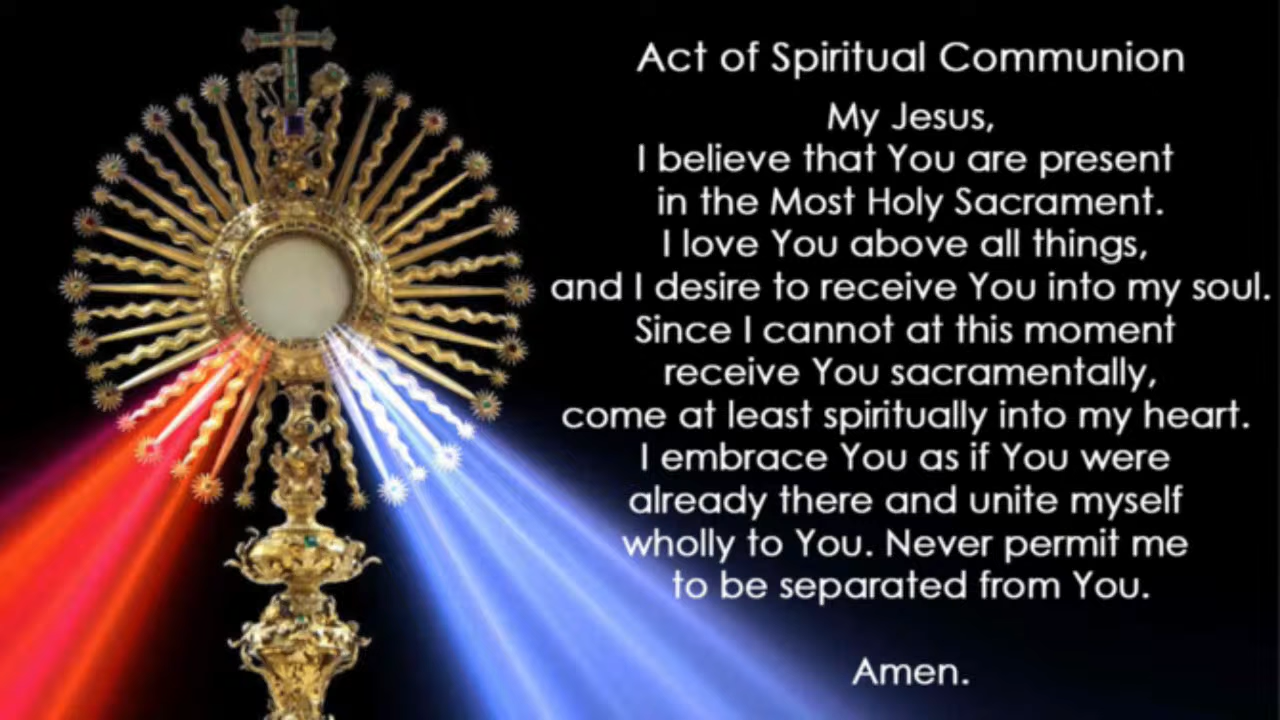 Act of Spiritual Communion
My Jesus,
I believe that You are present
in the Most Holy Sacrament.
I love You above all things,
and I desire to receive You into my soul.
Since I cannot at this moment
receive You sacramentally,
come at least spiritually into my heart.
I embrace You as if You were
already there and unite myself
wholly to You. Never permit me
to be separated from You.
Amen.